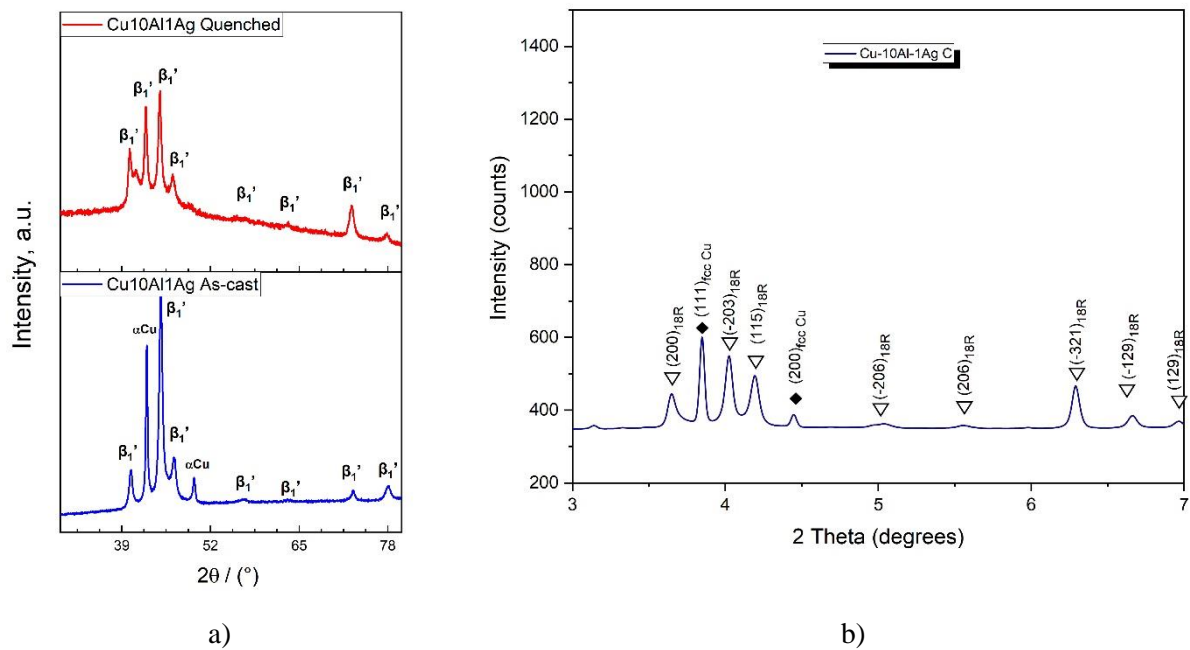 Cu10Al1Ag Quenched
β₁'
β₁'
β₁'
β₁'
β₁'
β₁'
β₁'
β₁'
Cu10Al1Ag As-cast
β₁'
αCu
β₁'
β₁'
αCu
β₁'
β₁'
β₁'
β₁'
Intensity, a.u.
39 52 65 78
2θ / (°)
a)
Cu-10Al-1Ag C
Intensity (counts)
1400
1200
1000
800
600
400
200
(200)18R
(111)fcc Cu
(-203)18R
(115)18R
(200)fcc Cu
(-206)18R
(206)18R
(-321)18R
(-129)18R
(129)18R
3 4 5 6 7
2 Theta (degrees)
b)